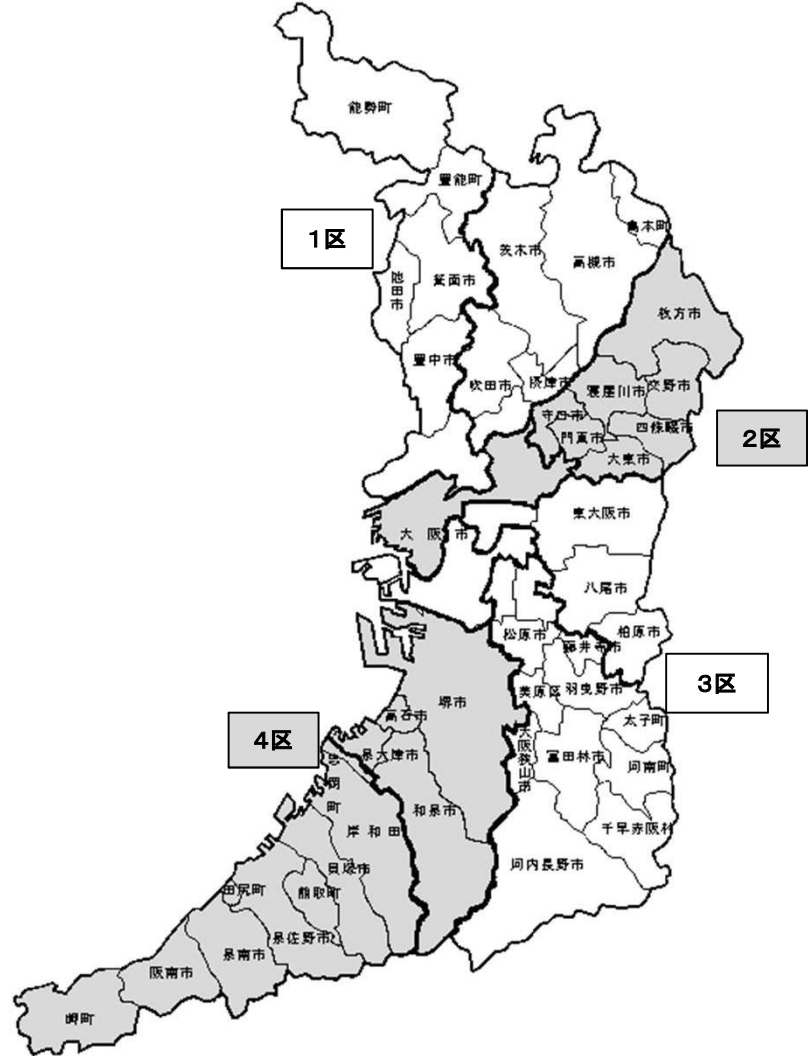 能勢町
豊能町
1区
茨木市
島本町
高槻市
池田市
箕面市
枚方市
豊中市
吹田市
摂津市
寝屋川市
交野市
守口市
四條畷市
門真市
2区
大東市
東大阪市
大阪市
八尾市
松原市
柏原市
藤井寺市
美原区
羽曳野市
3区
堺市
高石市
太子町
4区
泉大津市
大阪狭山市
富田林市
河南町
忠岡町
和泉市
岸和田
千早赤阪村
貝塚市
河内長野市
田尻町
熊取町
泉佐野市
泉南市
阪南市
岬町